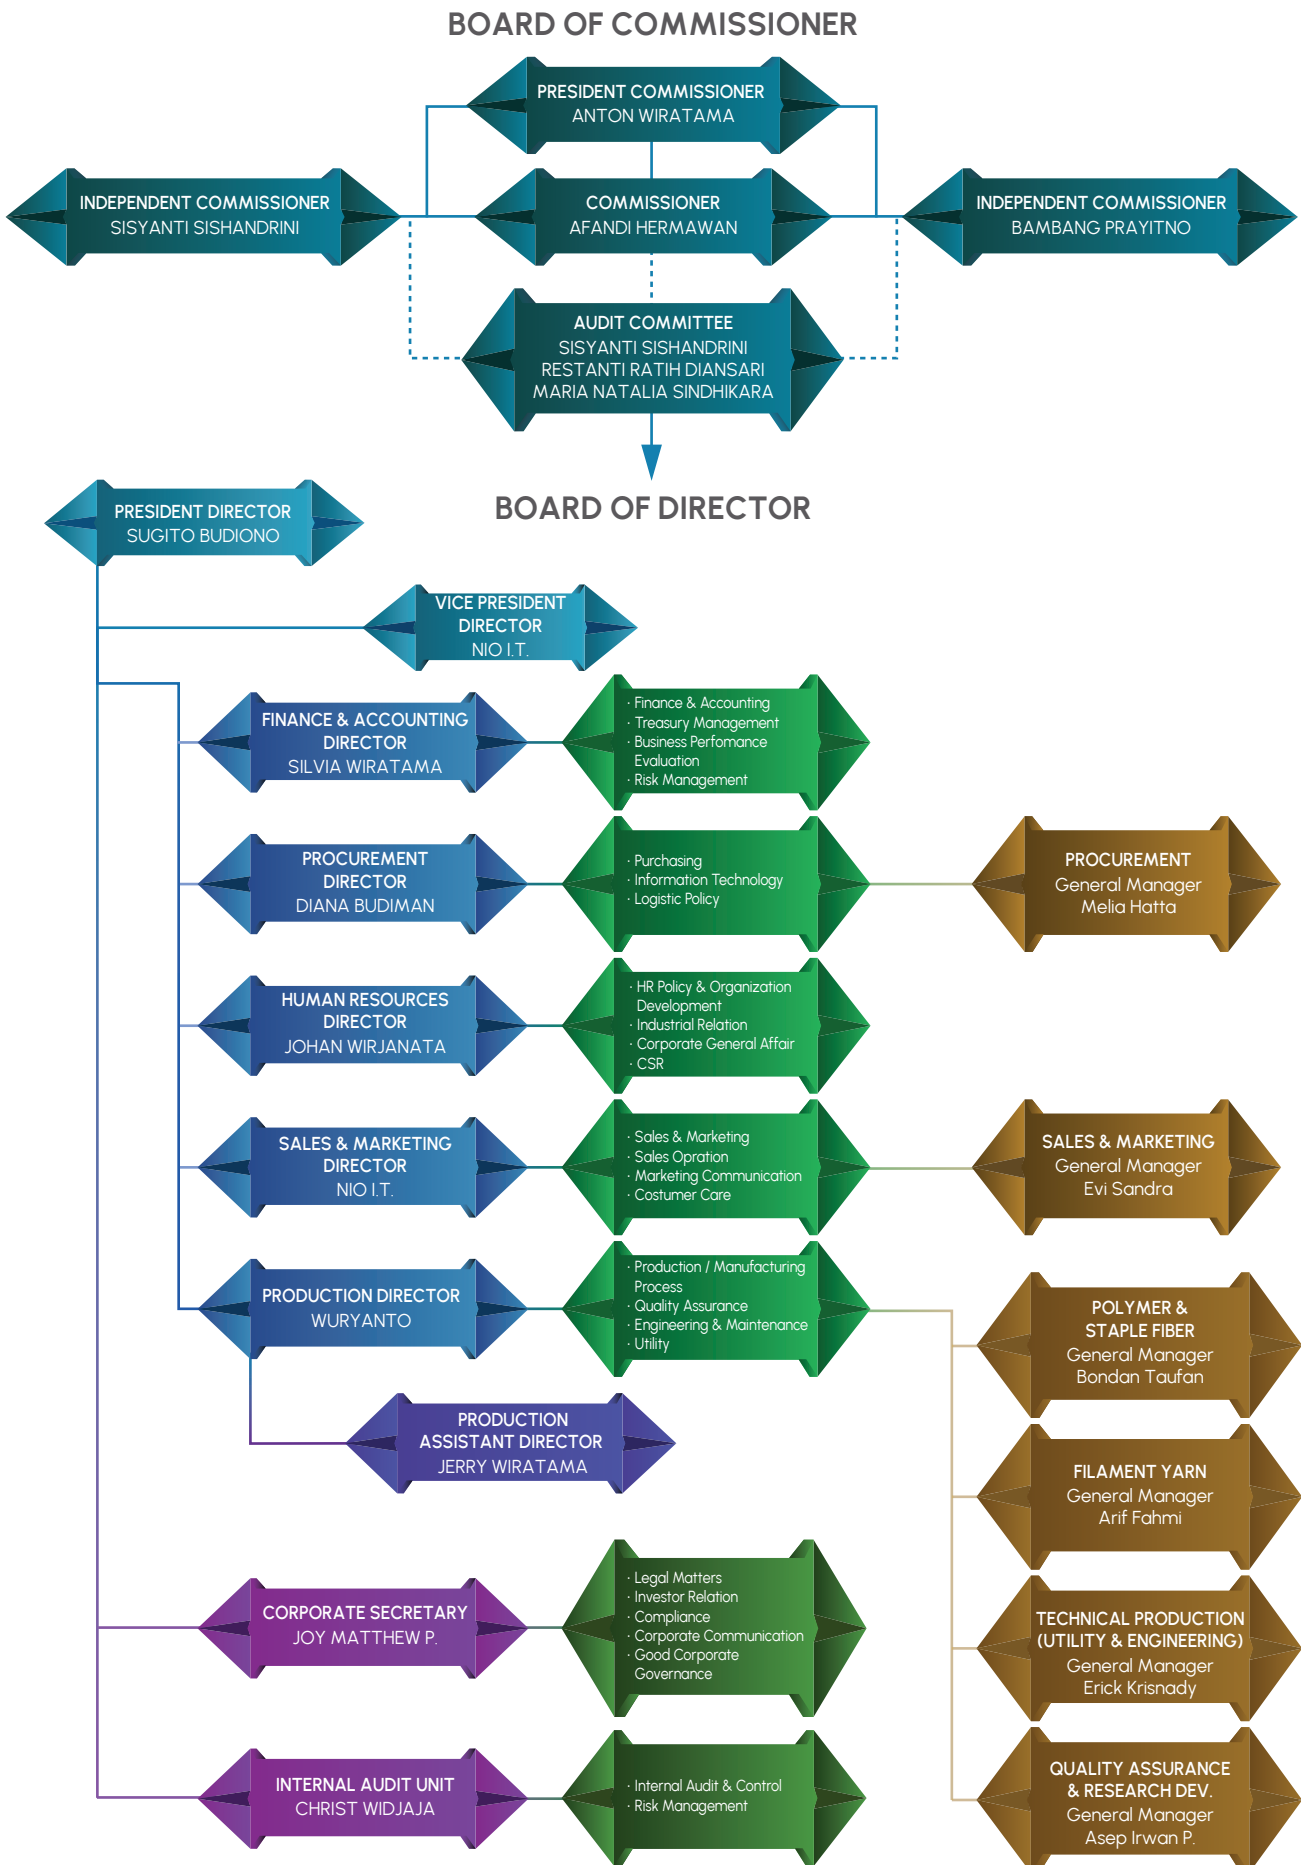 BOARD OF COMMISSIONER
PRESIDENT COMMISSIONER
ANTON WIRATAMA
INDEPENDENT COMMISSIONER
SISYANTI SISHANDRINI
COMMISSIONER
AFANDI HERMAWAN
INDEPENDENT COMMISSIONER
BAMBANG PRAYITNO
AUDIT COMMITTEE
SISYANTI SISHANDRINI
RESTANTI RATIH DIANSARI
MARIA NATALIA SINDHIKARA
BOARD OF DIRECTOR
PRESIDENT DIRECTOR
SUGITO BUDIONO
VICE PRESIDENT
DIRECTOR
NIO I.T.
FINANCE & ACCOUNTING
DIRECTOR
SILVIA WIRATAMA
· Finance & Accounting
· Treasury Management
· Business Perfomance
Evaluation
· Risk Management
PROCUREMENT
DIRECTOR
DIANA BUDIMAN
· Purchasing
· Information Technology
· Logistic Policy
PROCUREMENT
General Manager
Melia Hatta
HUMAN RESOURCES
DIRECTOR
JOHAN WIRJANATA
· HR Policy & Organization
Development
· Industrial Relation
· Corporate General Affair
· CSR
SALES & MARKETING
DIRECTOR
NIO I.T.
· Sales & Marketing
· Sales Opration
· Marketing Communication
· Costumer Care
SALES & MARKETING
General Manager
Evi Sandra
PRODUCTION DIRECTOR
WURYANTO
· Production / Manufacturing
Process
· Quality Assurance
· Engineering & Maintenance
· Utility
POLYMER &
STAPLE FIBER
General Manager
Bondan Taufan
PRODUCTION
ASSISTANT DIRECTOR
JERRY WIRATAMA
FILAMENT YARN
General Manager
Arif Fahmi
CORPORATE SECRETARY
JOY MATTHEW P.
· Legal Matters
· Investor Relation
· Compliance
· Corporate Communication
· Good Corporate
Governance
TECHNICAL PRODUCTION
(UTILITY & ENGINEERING)
General Manager
Erick Krisnady
INTERNAL AUDIT UNIT
CHRIST WIDJAJA
· Internal Audit & Control
· Risk Management
QUALITY ASSURANCE
& RESEARCH DEV.
General Manager
Asep Irwan P.